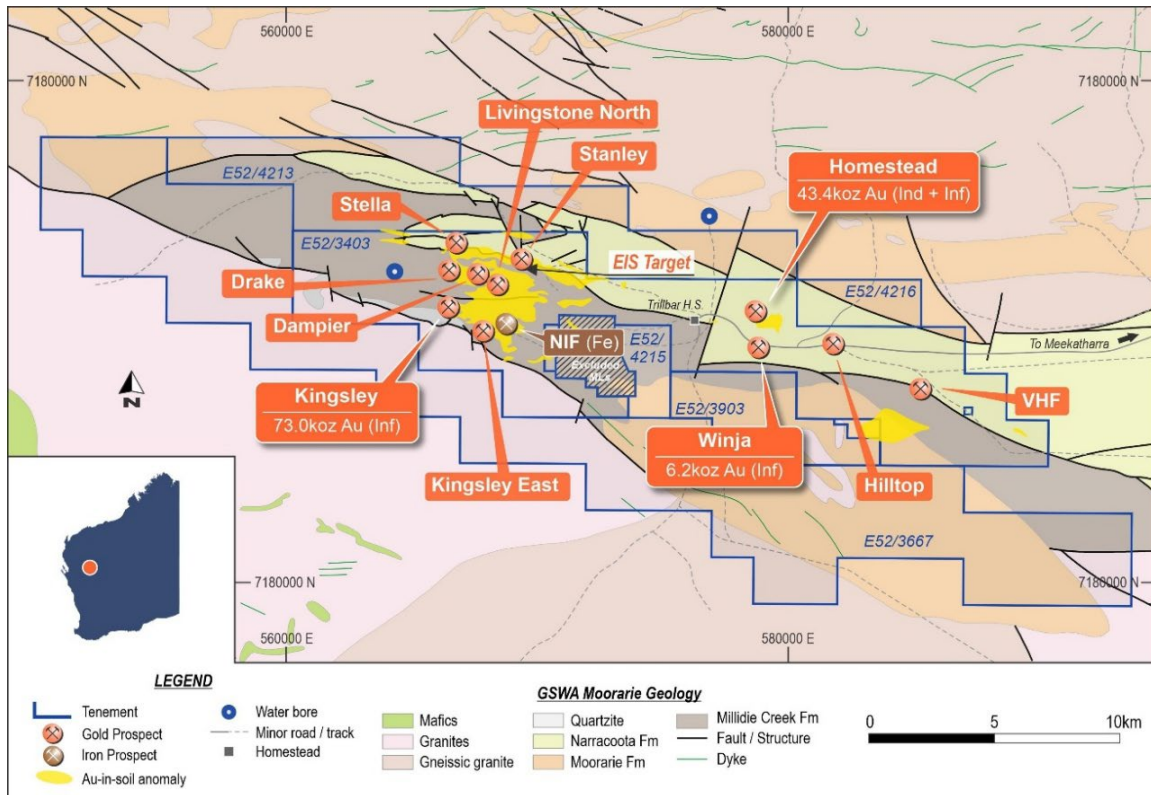 560000 E
580000 E
7180000 N
7180000 N
Livingstone North
Stanley
Homestead
43.4koz Au (Ind + Inf)
E52/4213
Stella
E52/3403
EIS Target
Drake
E52/4216
Trillbar H.S.
Dampier
NIF (Fe)
E52/
4215
Excluded
MLs
To Meekatharra
Kingsley
73.0koz Au (Inf)
E52/3903
VHF
Winja
6.2koz Au (Inf)
Kingsley East
Hilltop
E52/3667
N
7180000 N
7180000 N
560000 E
580000 E
LEGEND
Tenement
Gold Prospect
Iron Prospect
Au-in-soil anomaly
Water bore
Minor road / track
Homestead
GSWA Moorarie Geology
Mafics
Granites
Gneissic granite
Quartzite
Narracoota Fm
Moorarie Fm
Millidie Creek Fm
Fault / Structure
Dyke
0
5
10km